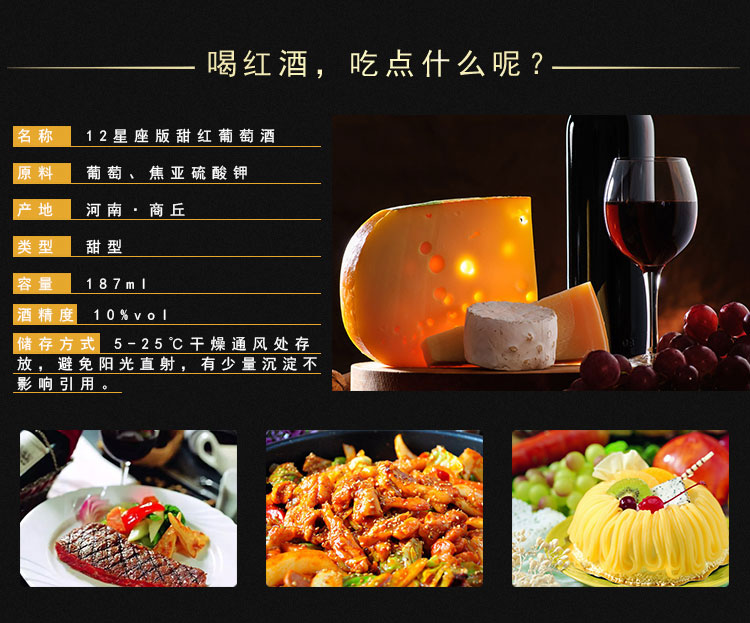 喝红酒，吃点什么呢？
名称 12星座版甜红葡萄酒
原料 葡萄、焦亚硫酸钾
产地 河南·商丘
类型 甜型
容量 187ml
酒精度 10%vol
储存方式 5-25℃干燥通风处存
放，避免阳光直射，有少量沉淀不
影响引用。